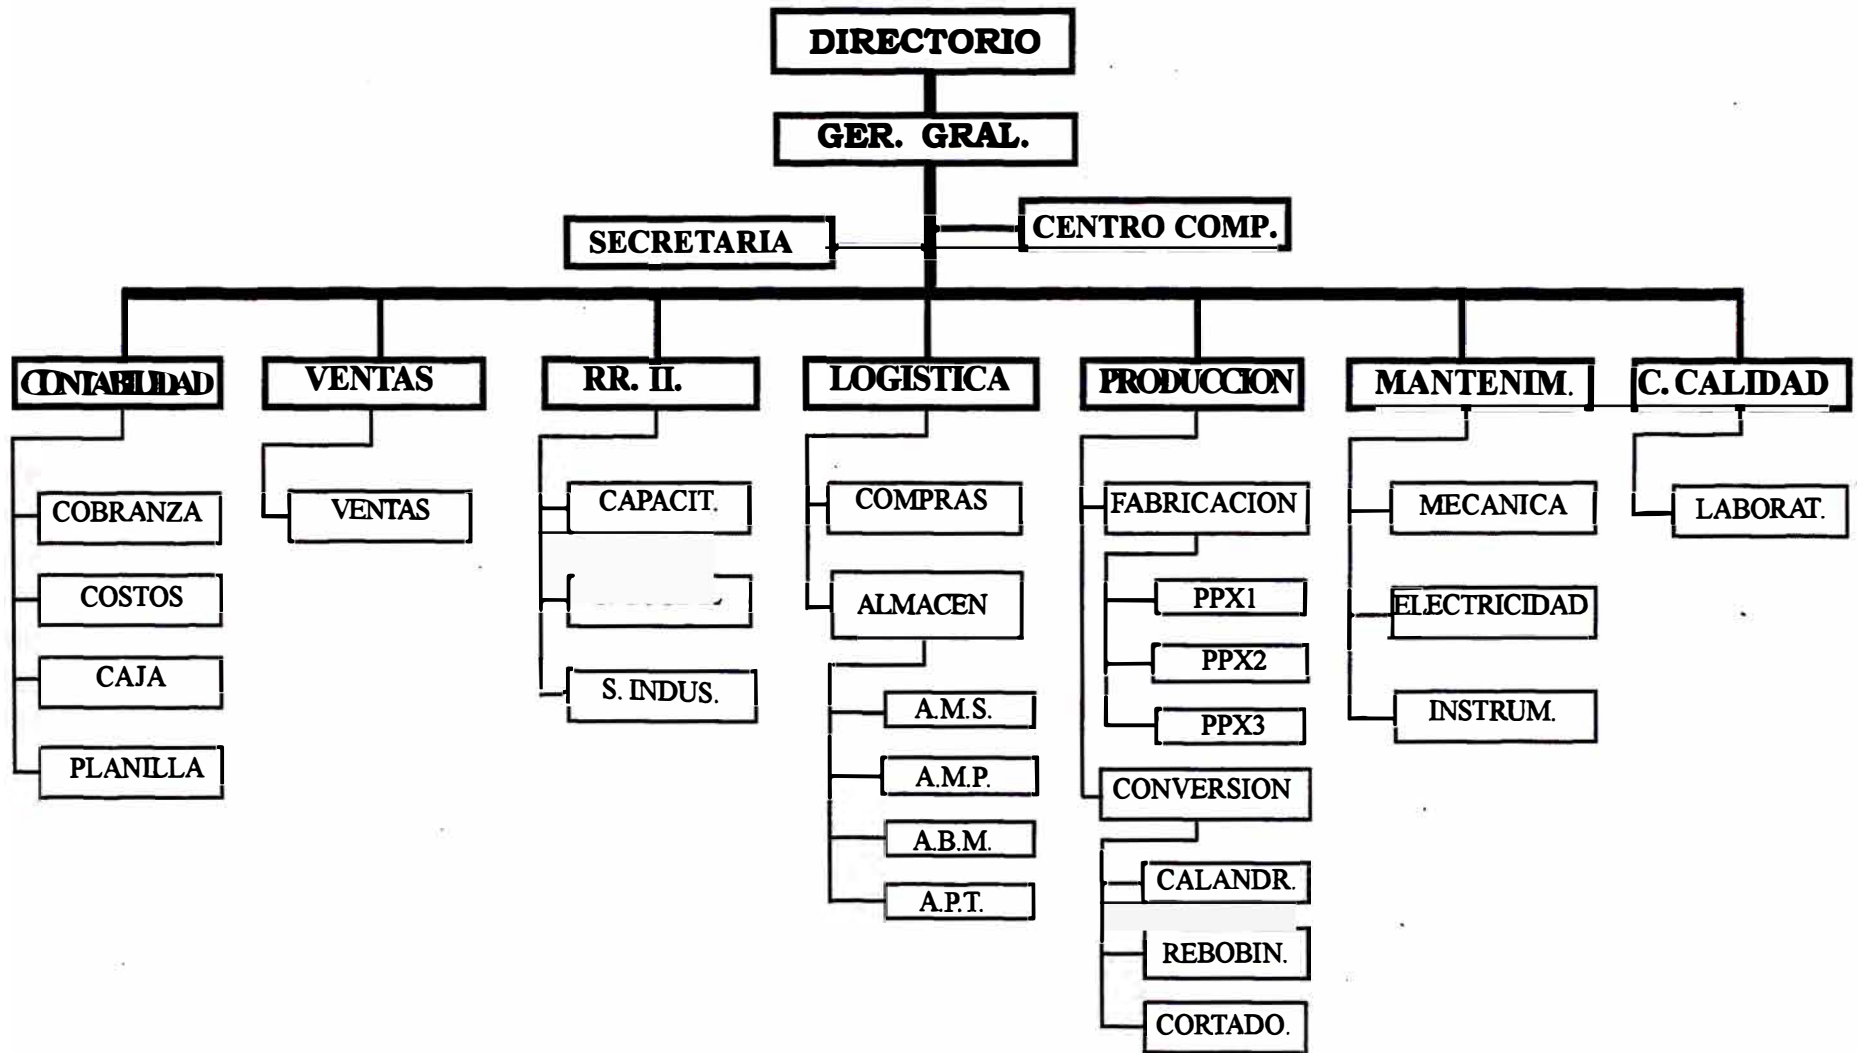 DIRECTORIO
GER. GRAL.
SECRETARIA
CENTRO COMP.
CONTABILIDAD
VENTAS
RR. II.
LOGISTICA
PRODUCCION
MANTENIM.
C. CALIDAD
COBRANZA
COSTOS
CAJA
PLANILLA
VENTAS
CAPACIT.
S. INDUS.
COMPRAS
ALMACEN
A.M.S.
A.M.P.
A.B.M.
A.P.T.
FABRICACION
PPX1
PPX2
PPX3
CONVERSION
CALANDR.
REBOBIN.
CORTADO.
MECANICA
ELECTRICIDAD
INSTRUM.
LABORAT.